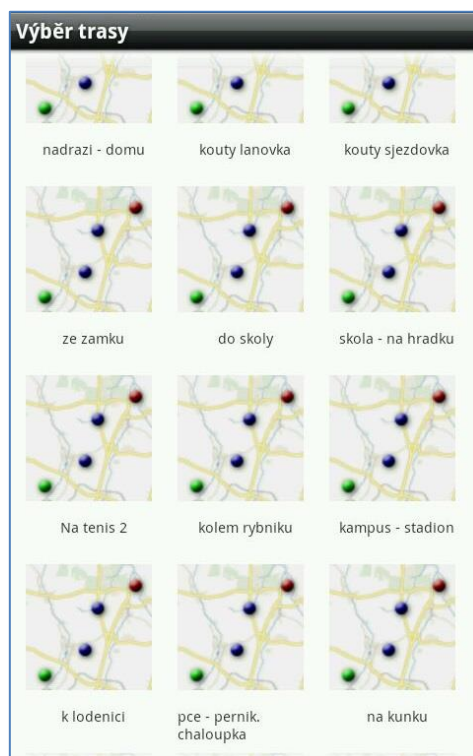 Výběr trasy
nadrazi - domu
kouty lanovka
kouty sjezdovka
ze zamku
do skoly
skola - na hradku
Na tenis 2
kolem rybniku
kampus - stadion
k lodenici
pce - pernik.
chaloupka
na kunku